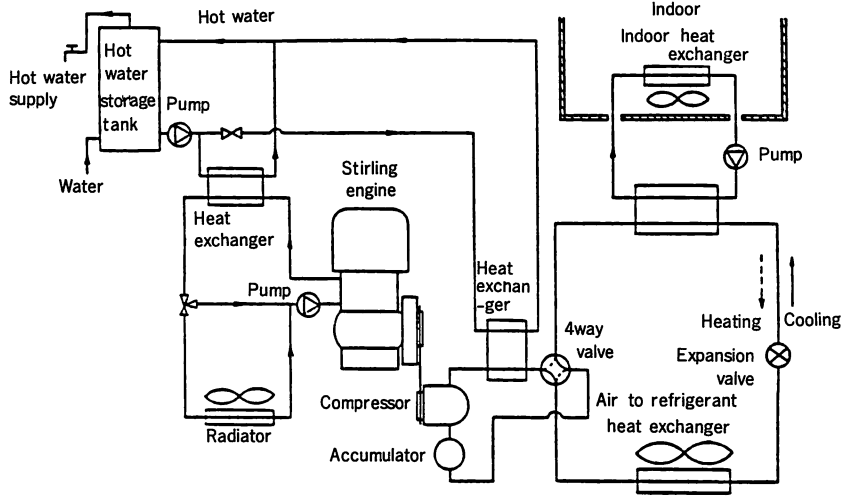 Hot water
Indoor
Indoor heat
exchanger
Hot
water
storage
tank
Hot water
supply
Pump
Water
Pump
Stirling
engine
Heat
exchanger
Heat
exchan
-ger
Pump
Heating
Cooling
4way
valve
Expansion
valve
Compressor
Air to refrigerant
heat exchanger
Radiator
Accumulator